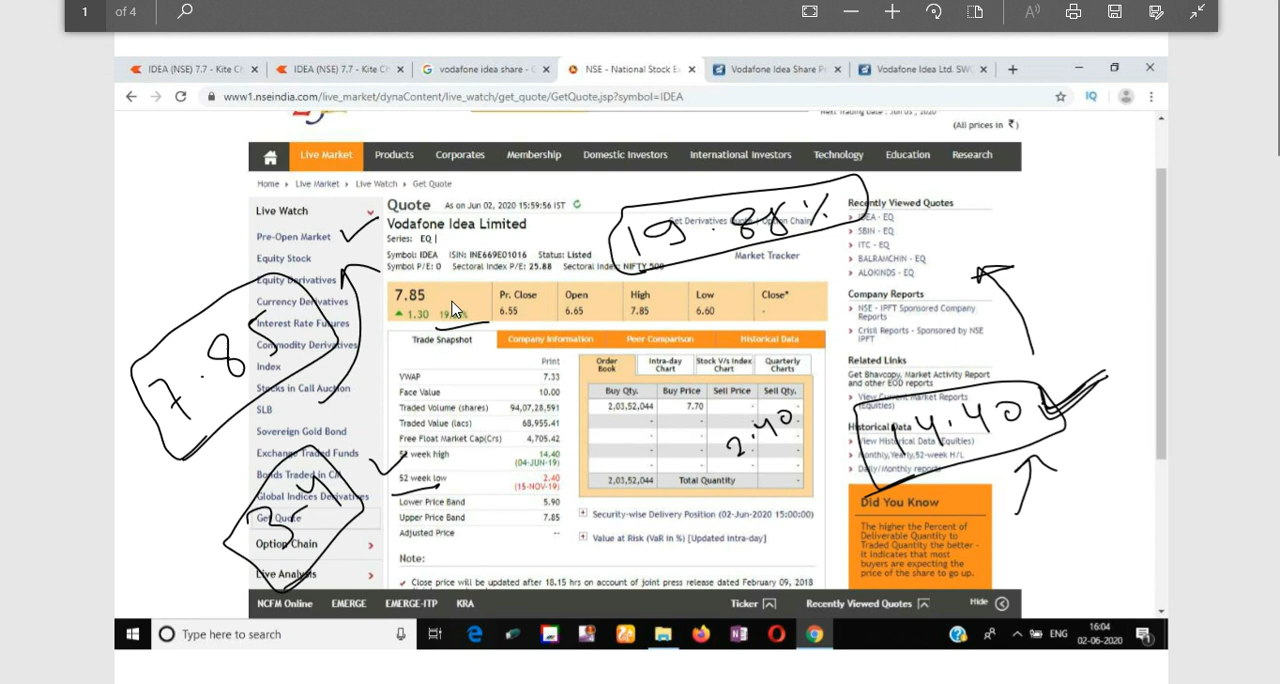 1 of 4
IDEA (NSE) 7.7 - Kite Ch
IDEA (NSE) 7.7 - Kite Ch
vodafone idea share - G
NSE - National Stock E
Vodafone Idea Share P
Vodafone Idea Ltd. SWO
www1.nseindia.com/live_market/dynaContent/live_watch/get_quote/GetQuote.jsp?symbol=IDEA
IQ
Next Trading Date : Jun 03, 2020
(All prices in ₹)
Live Market Products Corporates Membership Domestic Investors International Investors Technology Education Research
Home › Live Market › Live Watch › Get Quote
Live Watch
Pre-Open Market
Equity Stock
Equity Derivatives
Currency Derivatives
Interest Rate Futures
Commodity Derivatives
Index
Stocks in Call Auction
SLB
Sovereign Gold Bond
Exchange Traded Funds
Bonds Traded in CM
Global Indices Derivatives
Get Quote
Option Chain
Live Analysis
7.85
Quote As on Jun 02, 2020 15:59:56 IST
Vodafone Idea Limited
Series: EQ |
Get Derivatives Quote | Option Chain
Symbol: IDEA ISIN: INE669E01016 Status: Listed
Market Tracker
Symbol P/E: 0 Sectoral Index P/E: 25.88 Sectoral Index: NIFTY 500
7.85 Pr. Close Open High Low Close*
1.30 6.55 6.65 7.85 6.60 -
Trade Snapshot Company Information Peer Comparison Historical Data
Print
VWAP 7.33
Face Value 10.00
Traded Volume (shares) 94,07,28,591
Traded Value (lacs) 68,955.41
Free Float Market Cap(Crs) 4,705.42
52 week high 14.40
(04-JUN-19)
52 week low 2.40
(15-NOV-19)
Lower Price Band 5.90
Upper Price Band 7.85
Adjusted Price --
Note:
Close price will be updated after 18.15 hrs on account of joint press release dated February 09, 2018
Order Book Intra-day Chart Stock V/s Index Chart Quarterly Charts
Buy Qty. Buy Price Sell Price Sell Qty.
2,03,52,044 7.70 - -
- - - -
- - - -
- - - -
- - - -
2,03,52,044 Total Quantity -
2.40
Security-wise Delivery Position (02-Jun-2020 15:00:00)
Value at Risk (VaR in %) [Updated intra-day]
Recently Viewed Quotes
IDEA - EQ
SBIN - EQ
ITC - EQ
BALRAMCHIN - EQ
ALOKINDS - EQ
Company Reports
NSE - IPFT Sponsored Company
Reports
Crisil Reports - Sponsored by NSE
IPFT
Related Links
Get Bhavcopy, Market Activity Report
and other EOD reports
View Current Market Reports
(Equities)
14.40
Historical Data
View Historical Data (Equities)
Monthly,Yearly,52-week H/L
Daily/Monthly reports
Did You Know
The higher the Percent of
Deliverable Quantity to
Traded Quantity the better -
it indicates that most
buyers are expecting the
price of the share to go up.
NCFM Online EMERGE EMERGE-ITP KRA Ticker Recently Viewed Quotes Hide
Type here to search
ENG
16:04
02-06-2020